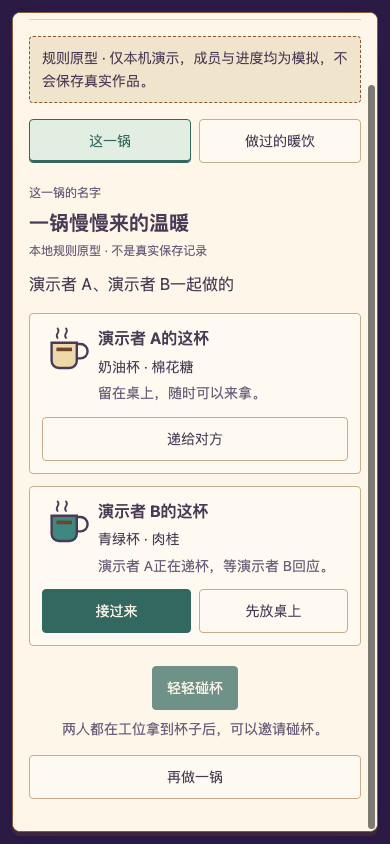 规则原型 · 仅本机演示，成员与进度均为模拟，不
会保存真实作品。
这一锅
做过的暖饮
这一锅的名字
一锅慢慢来的温暖
本地规则原型 · 不是真实保存记录
演示者 A、演示者 B一起做的
演示者 A的这杯
奶油杯 · 棉花糖
留在桌上，随时可以来拿。
递给对方
演示者 B的这杯
青绿杯 · 肉桂
演示者 A正在递杯，等演示者 B回应。
接过来
先放桌上
轻轻碰杯
两人都在工位拿到杯子后，可以邀请碰杯。
再做一锅